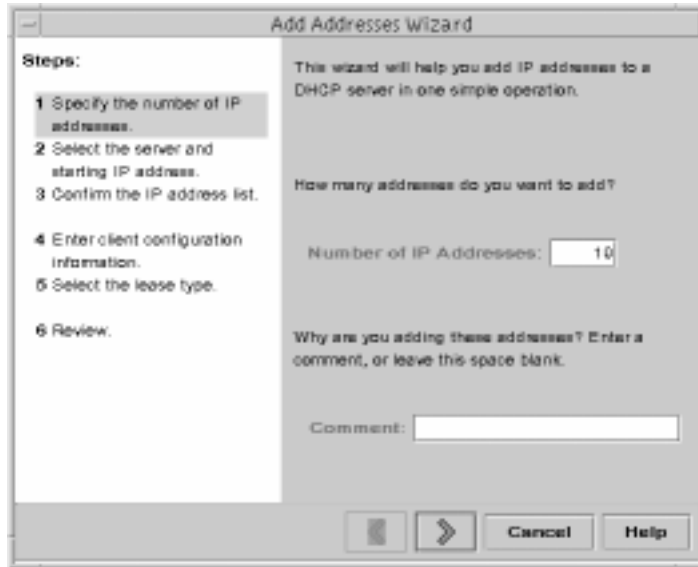 Add Addresses Wizard
Steps:
1 Specify the number of IP
addresses.
2 Select the server and
starting IP address.
3 Confirm the IP address list.
4 Enter client configuration
information.
5 Select the lease type.
6 Review.
This wizard will help you add IP addresses to a
DHCP server in one simple operation.
How many addresses do you want to add?
Number of IP Addresses: 10
Why are you adding these addresses? Enter a
comment, or leave this space blank.
Comment:
Cancel
Help